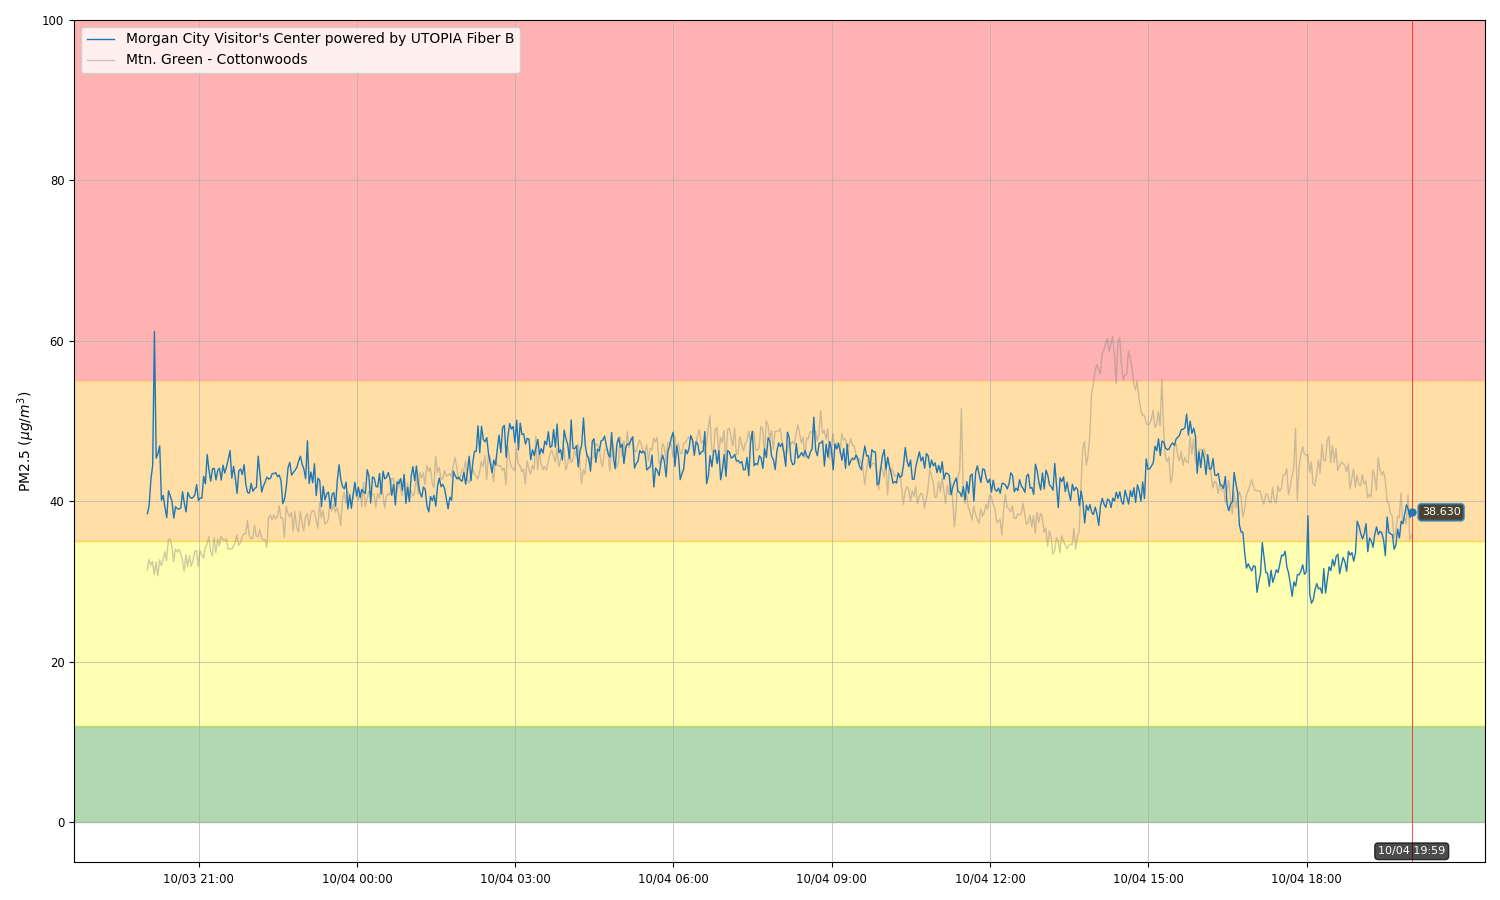 100
Morgan City Visitor's Center powered by UTOPIA Fiber B
Mtn. Green - Cottonwoods
80
60
PM2.5 (μg/m³)
40
38.630
20
0
10/04 19:59
10/03 21:00 10/04 00:00 10/04 03:00 10/04 06:00 10/04 09:00 10/04 12:00 10/04 15:00 10/04 18:00